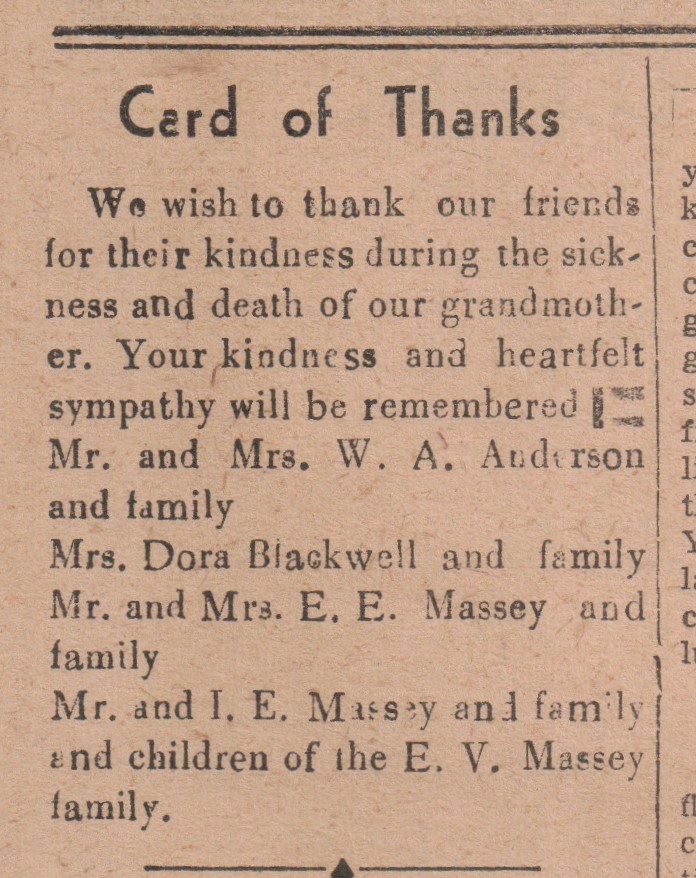 Card of Thanks
We wish to thank our friends
for their kindness during the sick-
ness and death of our grandmoth-
er. Your kindness and heartfelt
sympathy will be remembered
Mr. and Mrs. W. A. Anderson
and family
Mrs. Dora Blackwell and family
Mr. and Mrs. E. E. Massey and
family
Mr. and I. E. Massey and family
and children of the E. V. Massey
family.